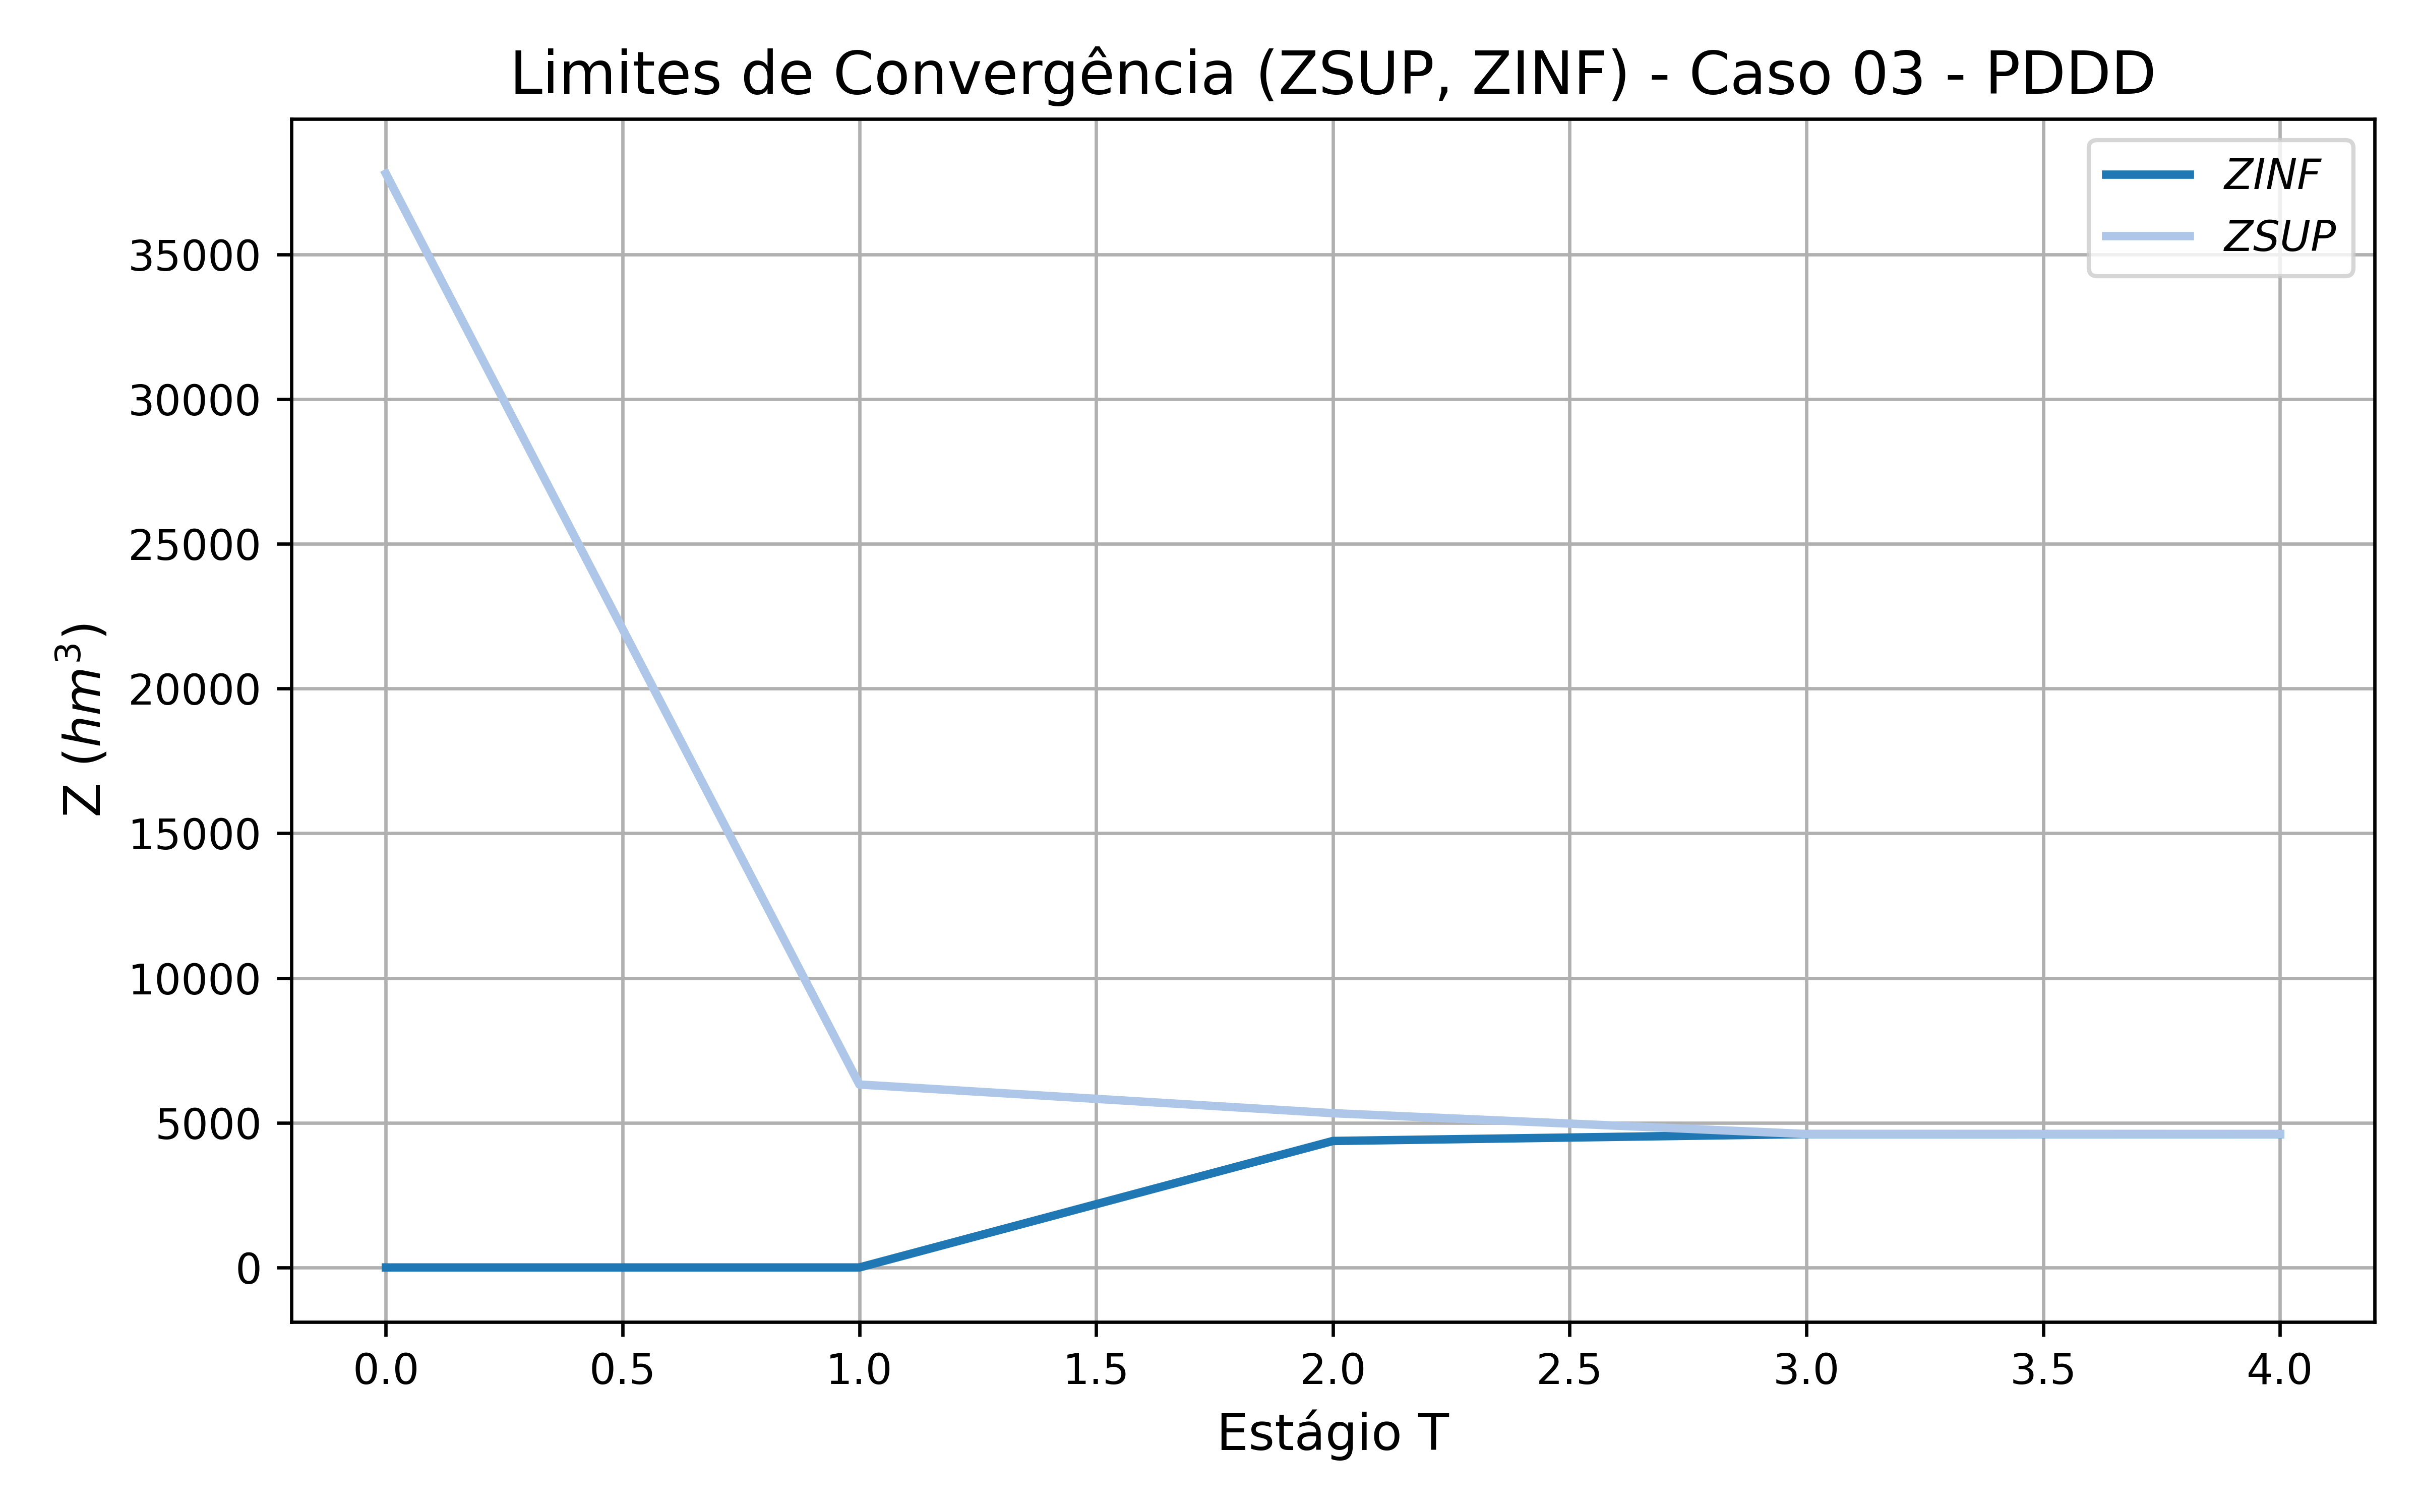 Limites de Convergência (ZSUP, ZINF) - Caso 03 - PDDD
ZINF
ZSUP
Z (hm³)
35000
30000
25000
20000
15000
10000
5000
0
0.0 0.5 1.0 1.5 2.0 2.5 3.0 3.5 4.0
Estágio T